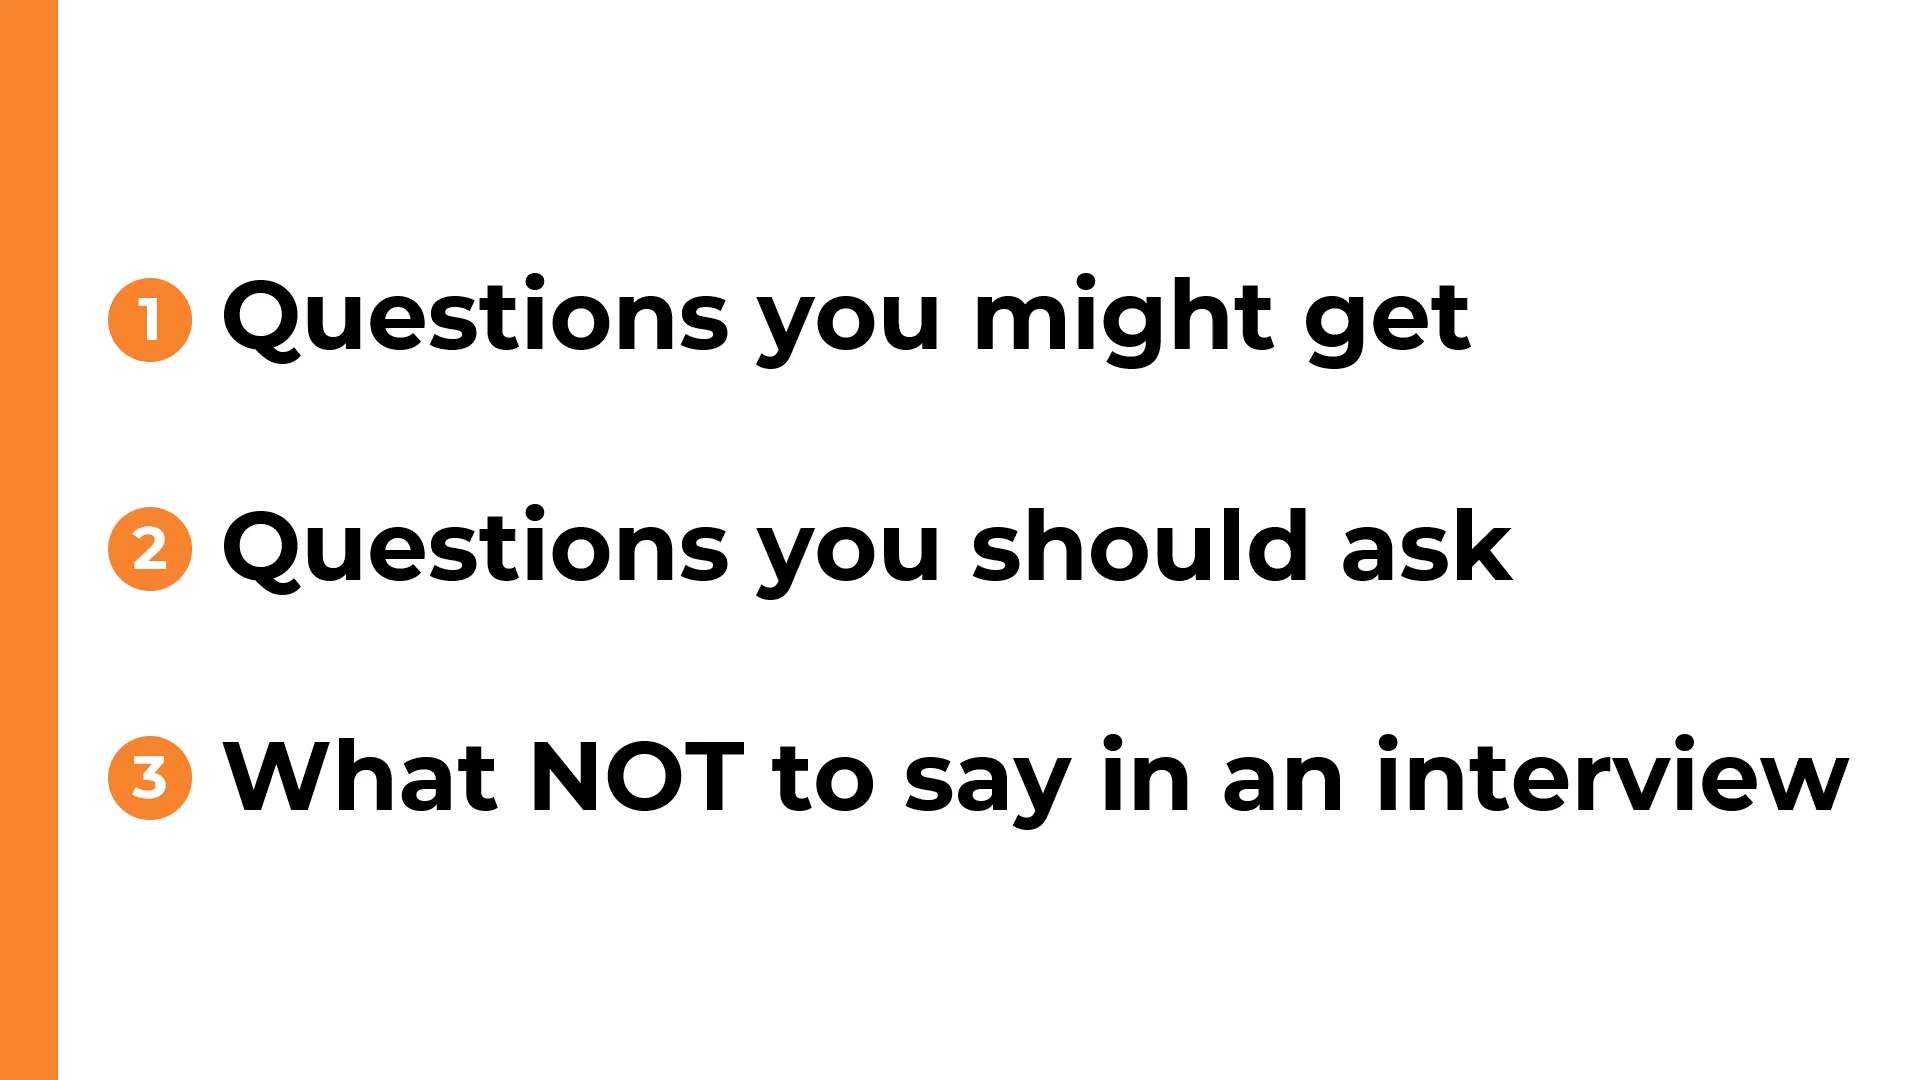 1 Questions you might get
2 Questions you should ask
3 What NOT to say in an interview